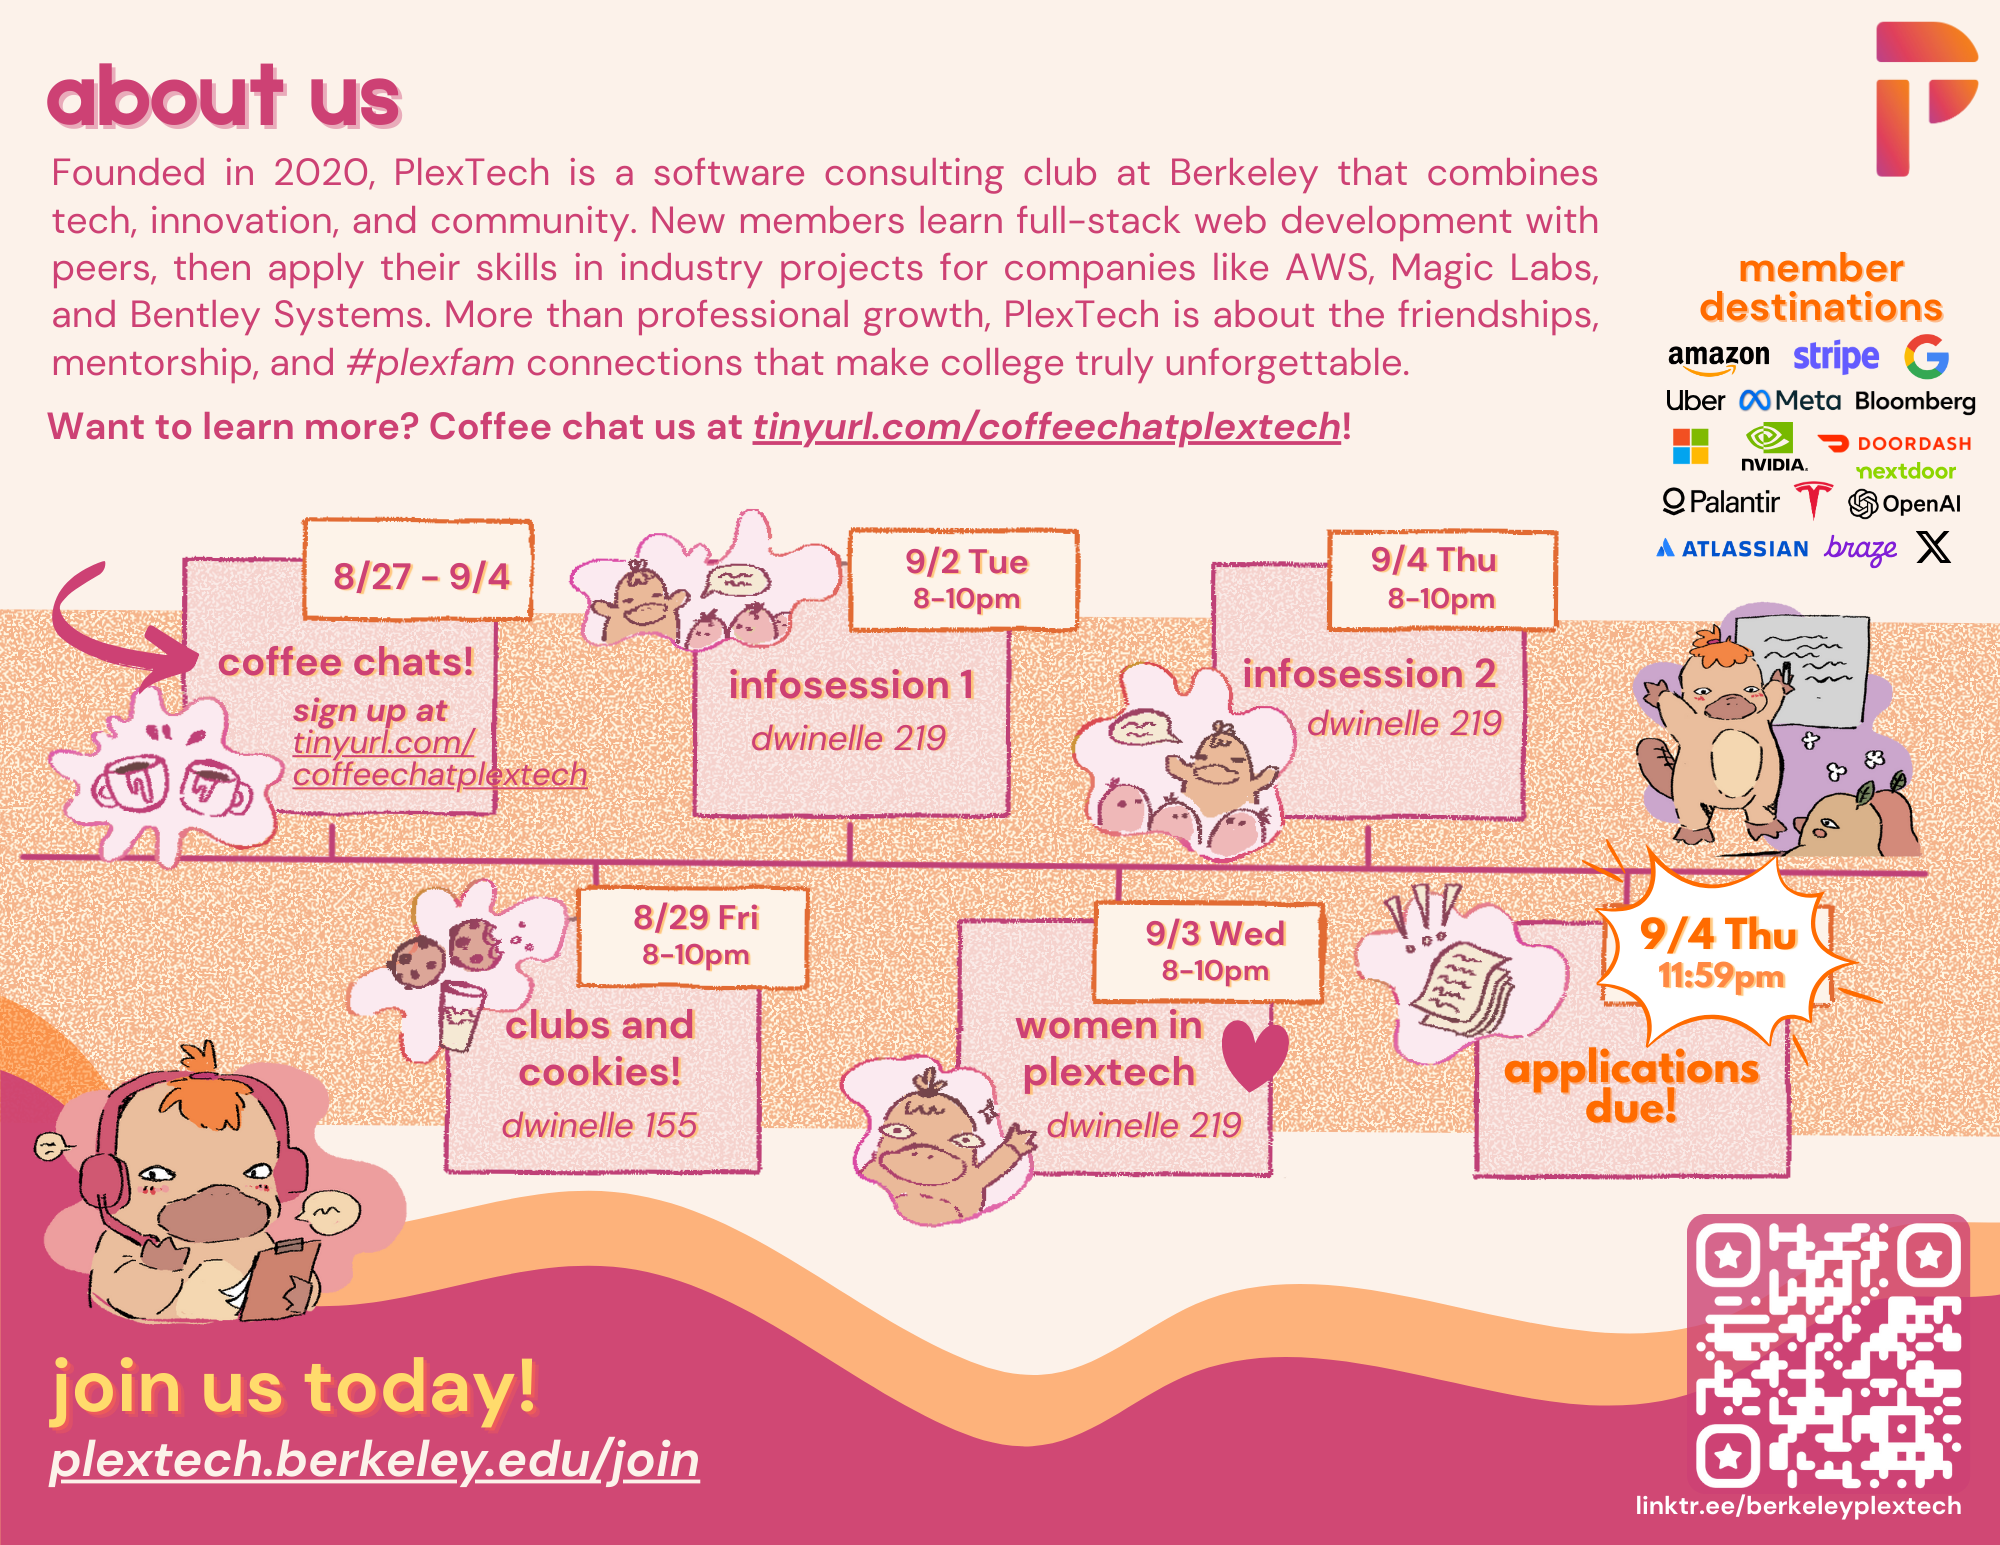 about us
Founded in 2020, PlexTech is a software consulting club at Berkeley that combines
tech, innovation, and community. New members learn full-stack web development with
peers, then apply their skills in industry projects for companies like AWS, Magic Labs,
and Bentley Systems. More than professional growth, PlexTech is about the friendships,
mentorship, and #plexfam connections that make college truly unforgettable.
Want to learn more? Coffee chat us at tinyurl.com/coffeechatplextech!
member
destinations
amazon stripe G
Uber Meta Bloomberg
NVIDIA. DOORDASH
nextdoor
Palantir OpenAI
ATLASSIAN braze X
8/27 - 9/4
coffee chats!
sign up at
tinyurl.com/
coffeechatplextech
9/2 Tue
8-10pm
infosession 1
dwinelle 219
9/4 Thu
8-10pm
infosession 2
dwinelle 219
8/29 Fri
8-10pm
clubs and
cookies!
dwinelle 155
9/3 Wed
8-10pm
women in
plextech
dwinelle 219
9/4 Thu
11:59pm
applications
due!
join us today!
plextech.berkeley.edu/join
linktr.ee/berkeleyplextech